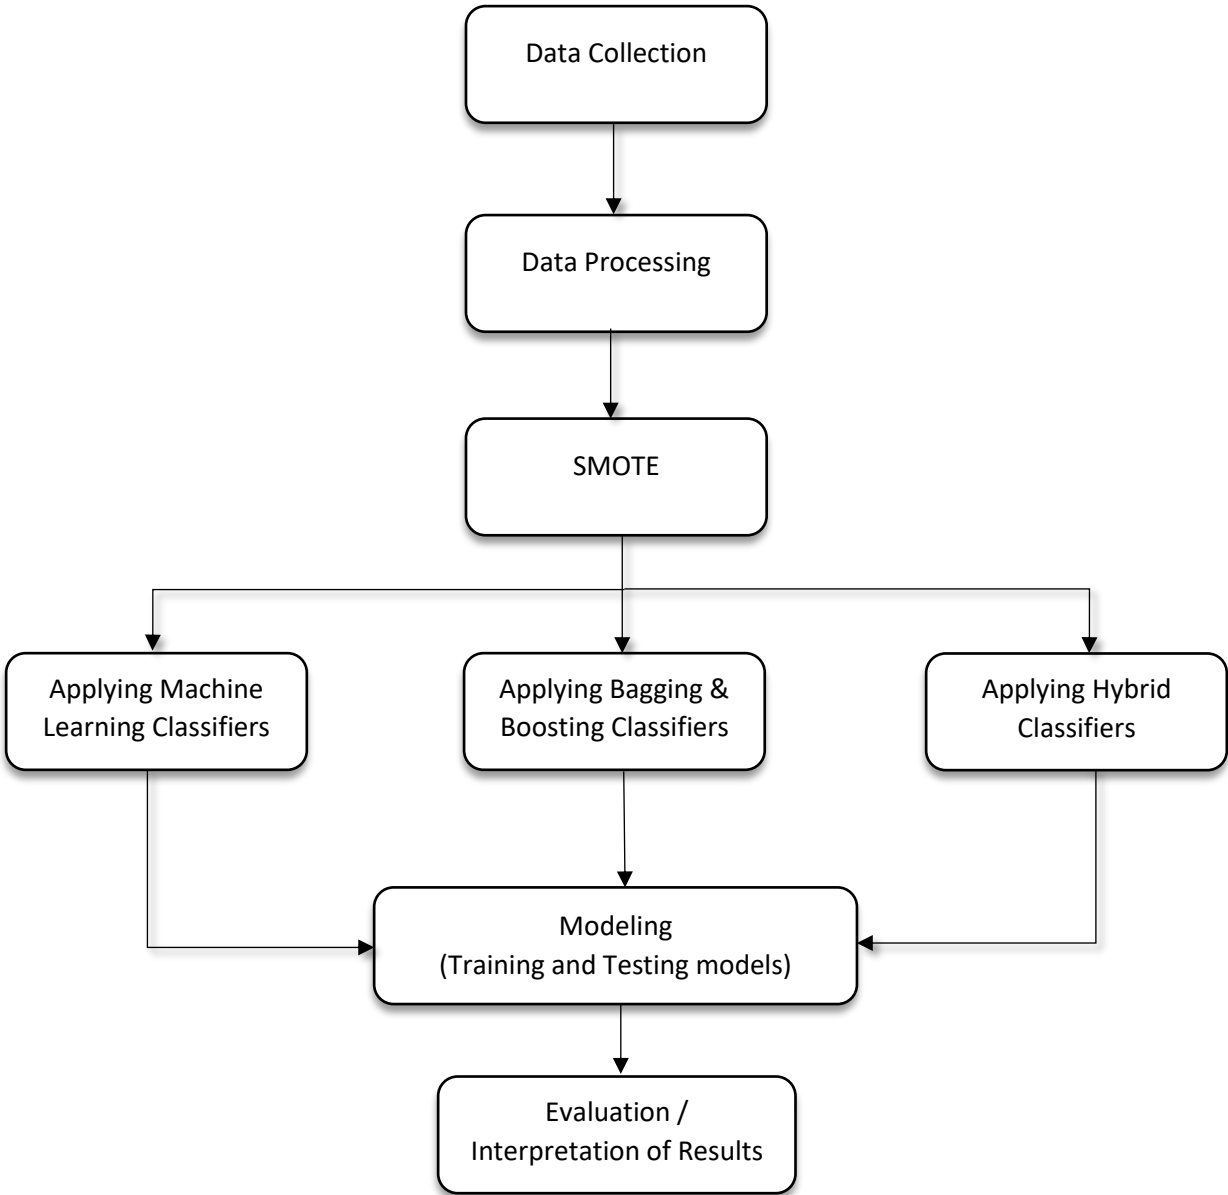 Data Collection
Data Processing
SMOTE
Applying Machine
Learning Classifiers
Applying Bagging &
Boosting Classifiers
Applying Hybrid
Classifiers
Modeling
(Training and Testing models)
Evaluation /
Interpretation of Results